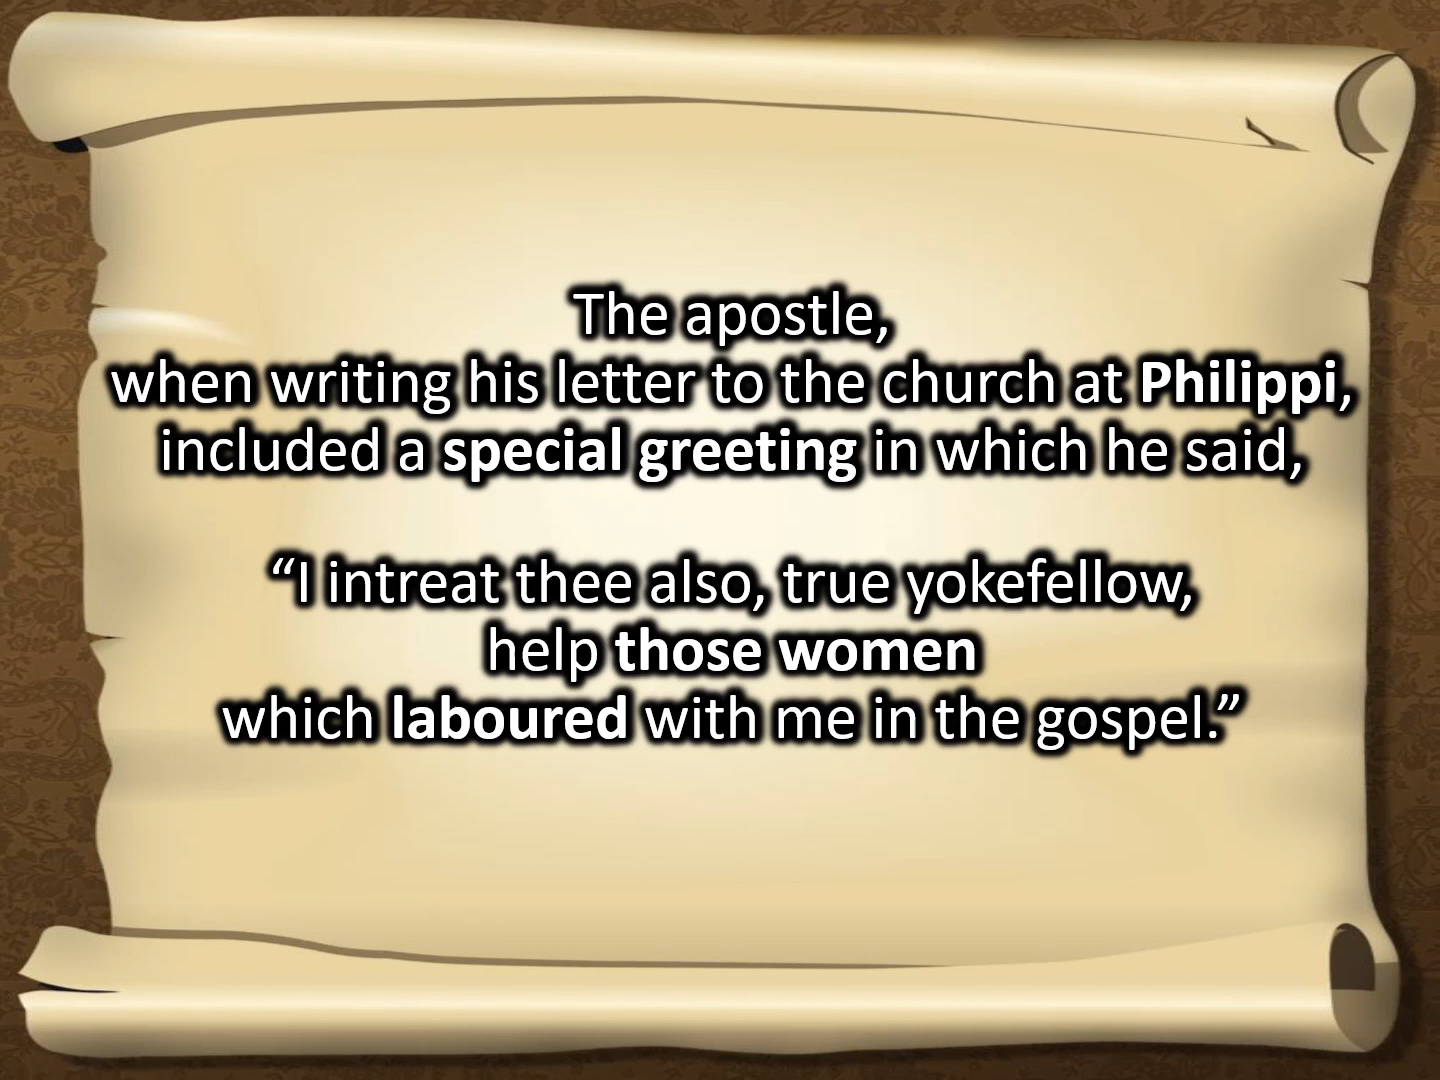 The apostle,
when writing his letter to the church at Philippi,
included a special greeting in which he said,
“I intreat thee also, true yokefellow,
help those women
which laboured with me in the gospel.”